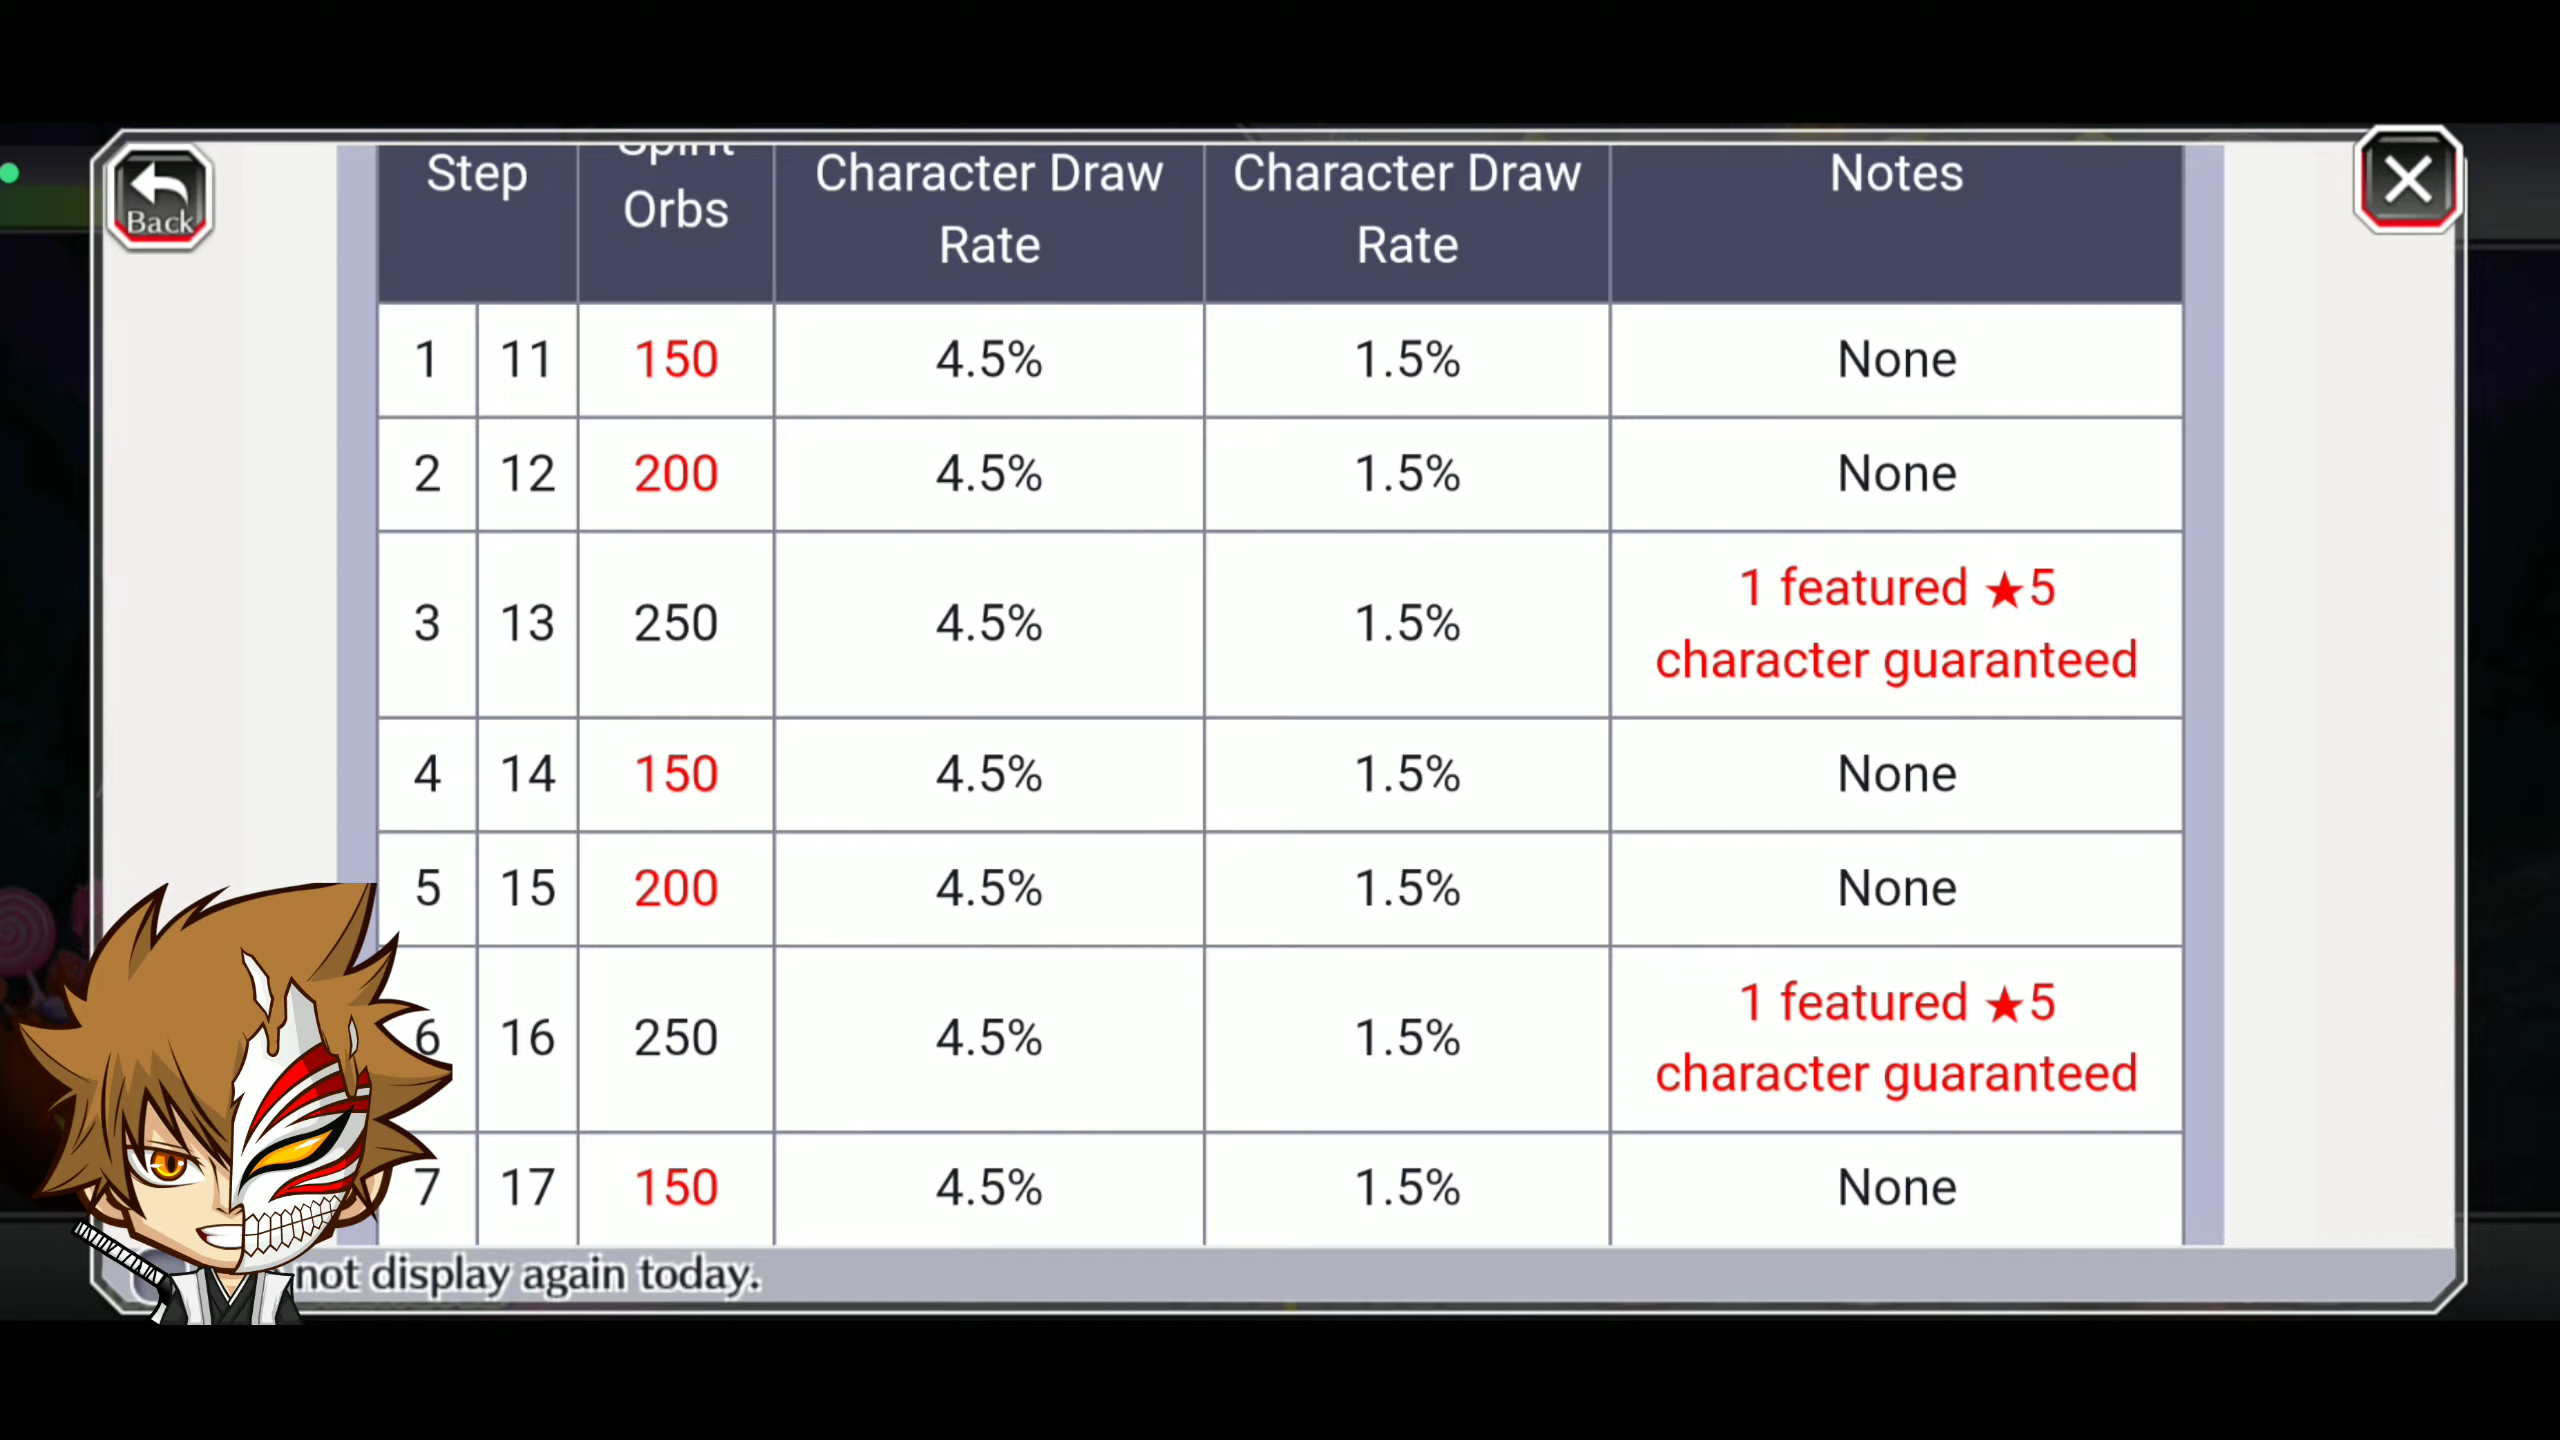 Back
Step
Spirit
Orbs
Character Draw
Rate
Character Draw
Rate
Notes
1 11 150 4.5% 1.5% None
2 12 200 4.5% 1.5% None
3 13 250 4.5% 1.5% 1 featured ★5
character guaranteed
4 14 150 4.5% 1.5% None
5 15 200 4.5% 1.5% None
6 16 250 4.5% 1.5% 1 featured ★5
character guaranteed
7 17 150 4.5% 1.5% None
not display again today.